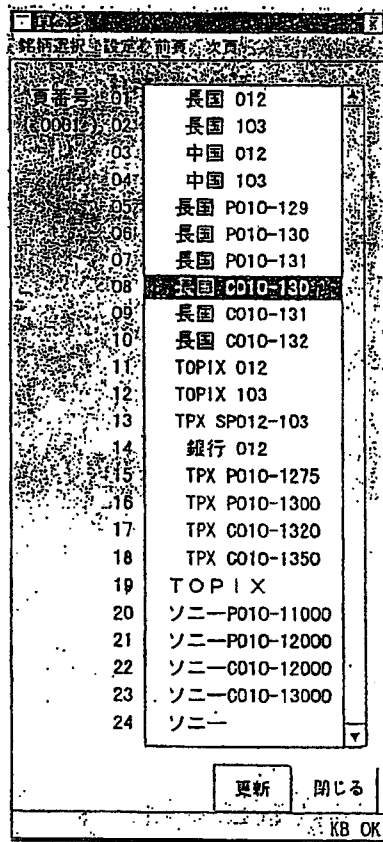 銘柄選択 設定 前頁 次頁
頁番号 01 長国 012
0001 02 長国 103
03 中国 012
04 中国 103
05 長国 P010-129
06 長国 P010-130
07 長国 P010-131
08 長国 C010-130
09 長国 C010-131
10 長国 C010-132
11 TOPIX 012
12 TOPIX 103
13 TPX SP012-103
14 銀行 012
15 TPX P010-1275
16 TPX P010-1300
17 TPX C010-1320
18 TPX C010-1350
19 TOPIX
20 ソニーP010-11000
21 ソニーP010-12000
22 ソニーC010-12000
23 ソニーC010-13000
24 ソニー
更新 閉じる
KB OK